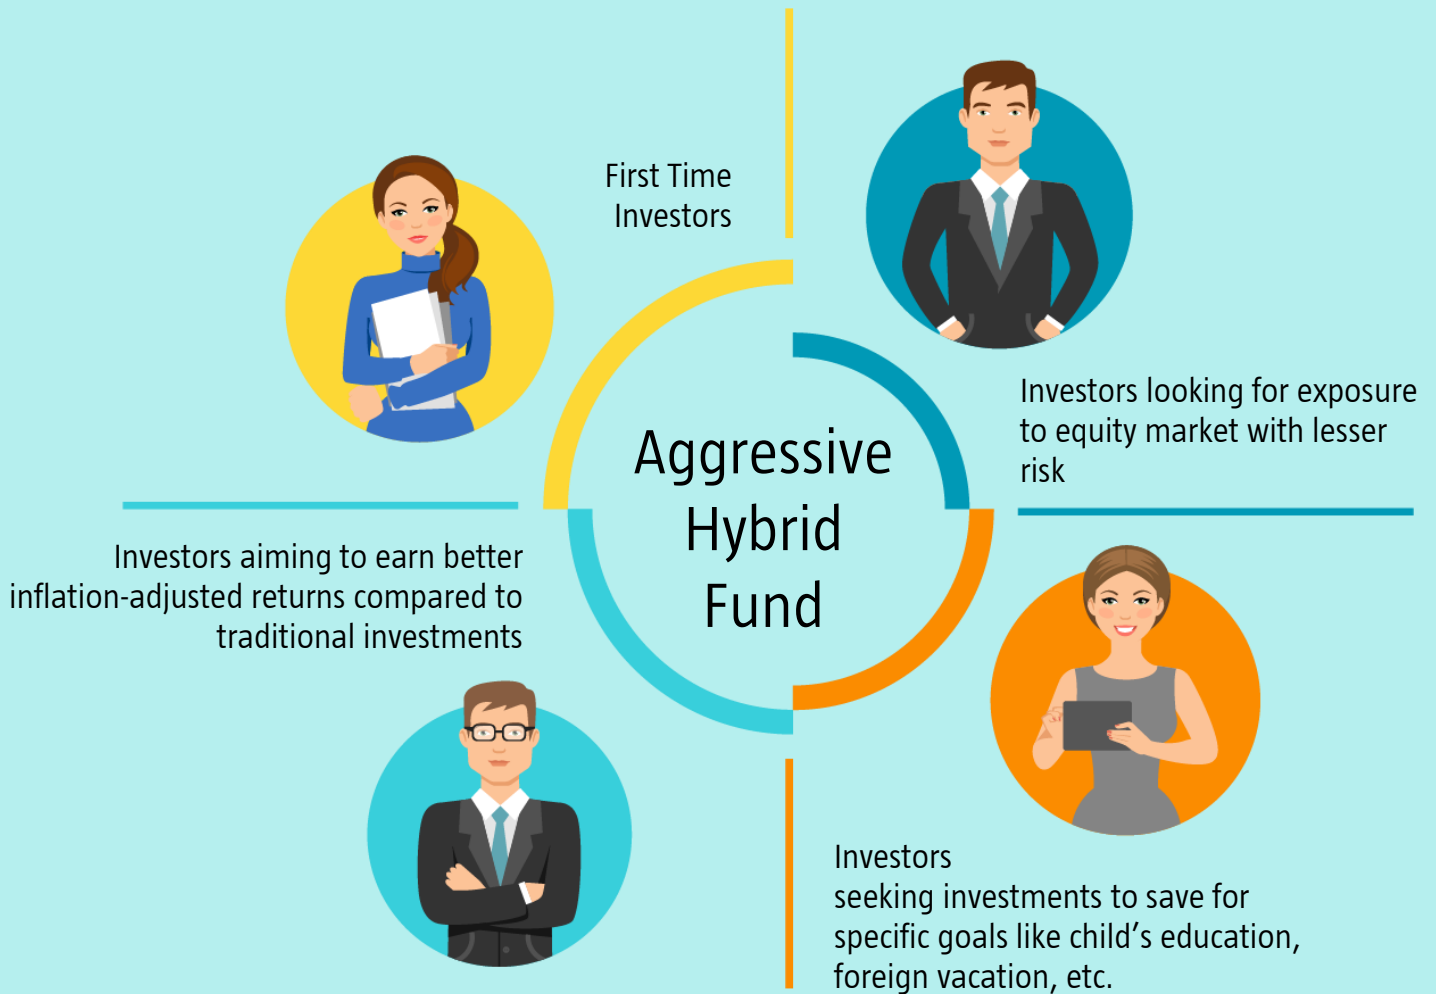 First Time
Investors
Investors looking for exposure
to equity market with lesser
risk
Aggressive
Hybrid
Fund
Investors aiming to earn better
inflation-adjusted returns compared to
traditional investments
Investors
seeking investments to save for
specific goals like child’s education,
foreign vacation, etc.